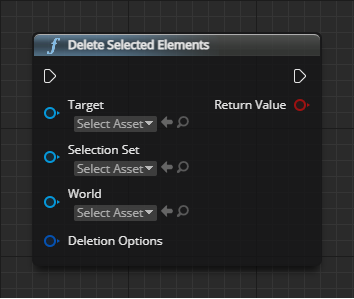 Delete Selected Elements
Target
Return Value
Select Asset
Selection Set
Select Asset
World
Select Asset
Deletion Options